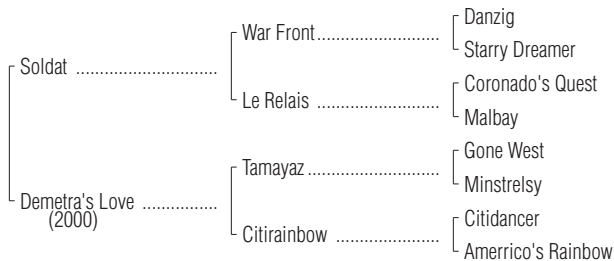 Danzig
War Front..................................
Starry Dreamer
Soldat .......................................
Coronado's Quest
Le Relais ..................................
Malbay
Gone West
Tamayaz ....................................
Minstrelsy
Demetra's Love .....................
(2000)
Citidancer
Citirainbow .............................
Amerrico's Rainbow